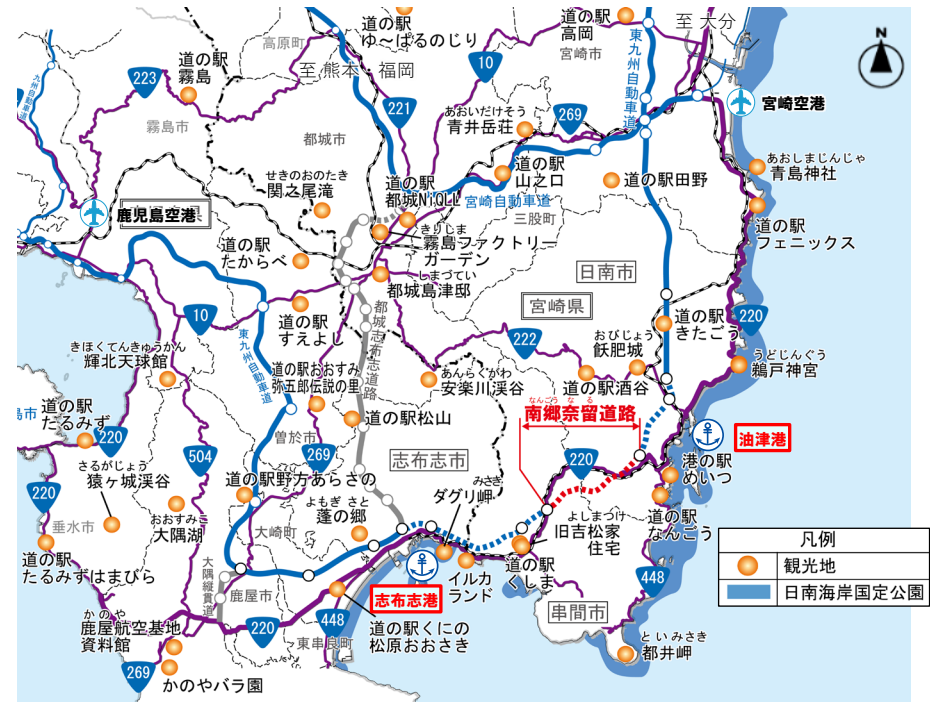 至 大分
道の駅
高岡
宮崎市
東九州自動車道
N
道の駅
ゆ～ぱるのじり
高原町
至 熊本・福岡
九州自動車道
223
道の駅
霧島
霧島市
10
221
269
あおいだけそう
青井岳荘
都城市
宮崎空港
あおしまじんじゃ
青島神社
道の駅
山之口
道の駅田野
宮崎自動車道
三股町
せきのおのたき
関之尾滝
道の駅
都城NiQLL
鹿児島空港
きりしま
霧島ファクトリー
ガーデン
道の駅
フェニックス
道の駅
たからべ
しまづてい
都城島津邸
日南市
宮崎県
10
道の駅
すえよし
都城志布志道路
東九州自動車道
222
おびじょう
飫肥城
道の駅
きたごう
220
きほくてんきゅうかん
輝北天球館
道の駅おおすみ
弥五郎伝説の里
あんらくがわ
安楽川渓谷
道の駅酒谷
うどじんぐう
鵜戸神宮
なんごう な る
南郷奈留道路
島市
道の駅
たるみず
220
504
曽於市
269
道の駅松山
志布志市
220
油津港
港の駅
めいつ
さるがじょう
猿ヶ城渓谷
道の駅野方あらさの
みさき
ダグリ岬
220
垂水市
おおすみこ
大隅湖
大崎町
よもぎ さと
蓬の郷
よしまつけ
旧吉松家
住宅
道の駅
なんごう
道の駅
たるみずはまびら
大隅縦貫道
鹿屋市
志布志港
イルカ
ランド
道の駅
くしま
448
凡例
観光地
日南海岸国定公園
串間市
か の や
鹿屋航空基地
資料館
220
448
東串良町
道の駅くにの
松原おおさき
と い みさき
都井岬
269
かのやバラ園